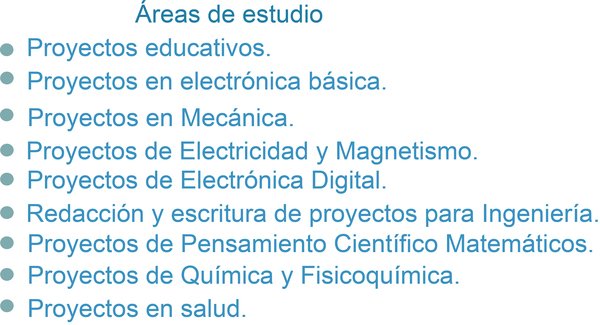 Áreas de estudio
Proyectos educativos.
Proyectos en electrónica básica.
Proyectos en Mecánica.
Proyectos de Electricidad y Magnetismo.
Proyectos de Electrónica Digital.
Redacción y escritura de proyectos para Ingeniería.
Proyectos de Pensamiento Científico Matemáticos.
Proyectos de Química y Fisicoquímica.
Proyectos en salud.